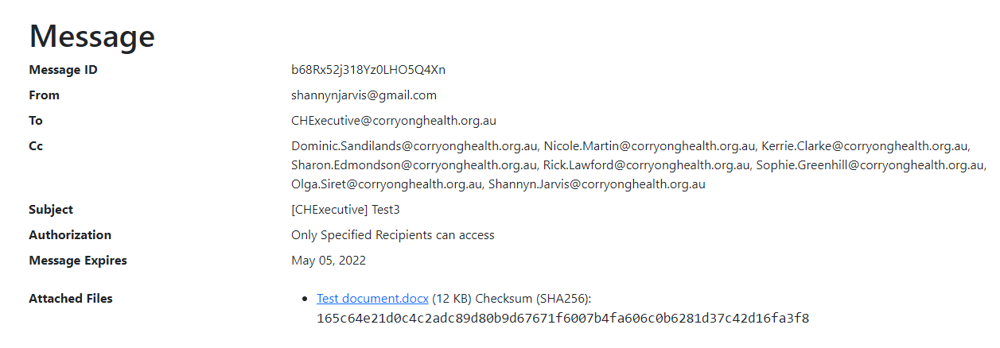 Message
Message ID b68Rx52j318Yz0LHO5Q4Xn
From shannynjarvis@gmail.com
To CHExecutive@corryonghealth.org.au
Cc Dominic.Sandilands@corryonghealth.org.au, Nicole.Martin@corryonghealth.org.au, Kerrie.Clarke@corryonghealth.org.au,
Sharon.Edmondson@corryonghealth.org.au, Rick.Lawford@corryonghealth.org.au, Sophie.Greenhill@corryonghealth.org.au,
Olga.Siret@corryonghealth.org.au, Shannyn.Jarvis@corryonghealth.org.au
Subject [CHExecutive] Test3
Authorization Only Specified Recipients can access
Message Expires May 05, 2022
Attached Files • Test document.docx (12 KB) Checksum (SHA256):
165c64e21d0c4c2adc89d80b9d67671f6007b4fa606c0b6281d37c42d16fa3f8